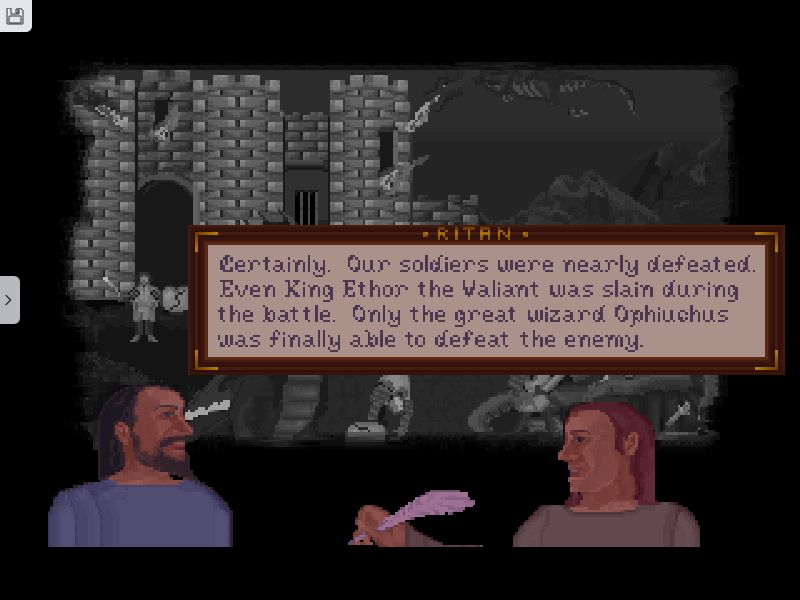 • RITAN •
Certainly. Our soldiers were nearly defeated.
Even King Ethor the Valiant was slain during
the battle. Only the great wizard Ophiuchus
was finally able to defeat the enemy.